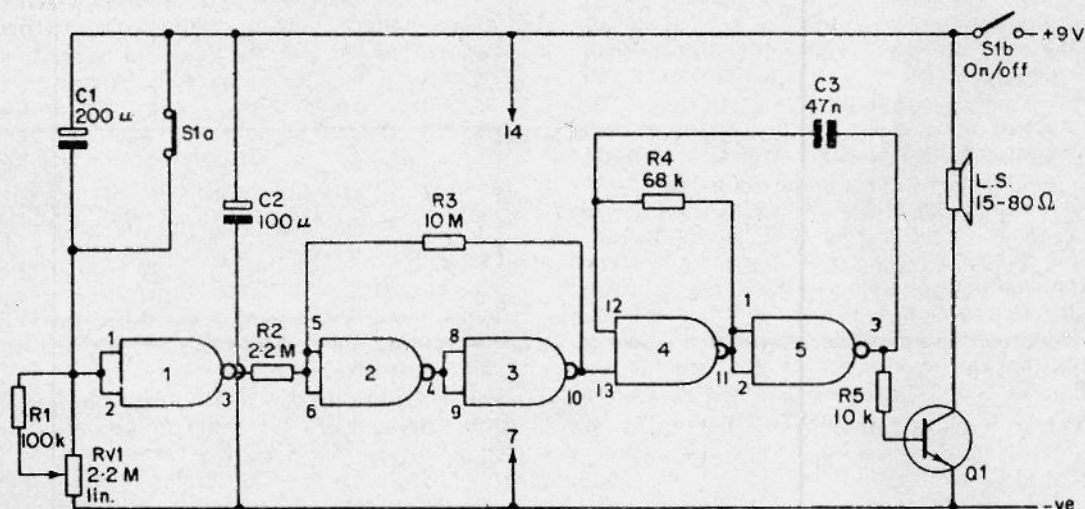 +9V
S1b
On/off
C1
200 µ
S1a
14
C3
47n
R4
68 k
L.S.
15-80 Ω
C2
100 µ
R3
10 M
1
2
1
3
R2
2·2 M
5
6
2
4
8
9
3
10
12
13
4
11
1
2
5
3
R5
10 k
Q1
R1
100k
RV1
2·2 M
lin.
7
-ve